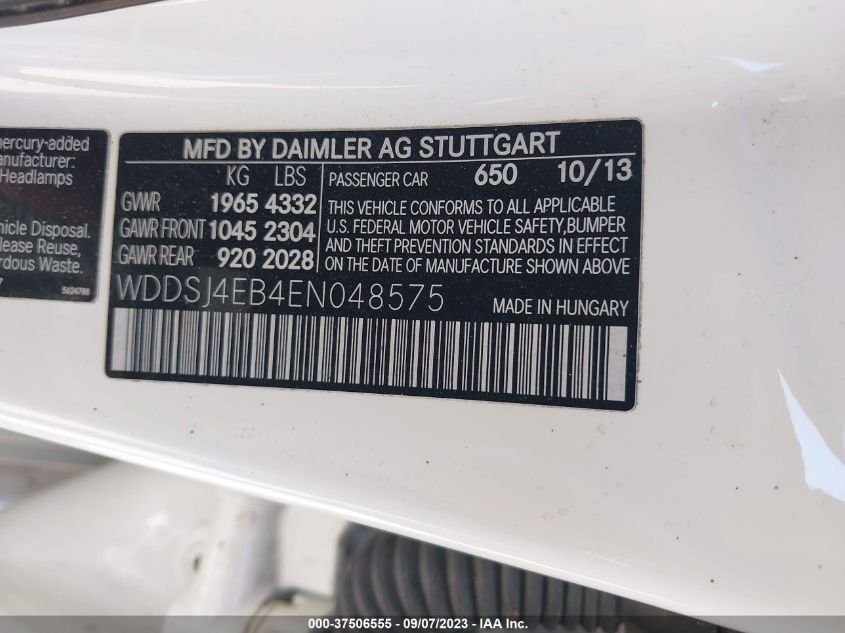 mercury-added
anufacturer:
Headlamps
hicle Disposal.
lease Reuse,
rdous Waste.
7
5624788
MFD BY DAIMLER AG STUTTGART
KG LBS
GVWR 1965 4332
GAWR FRONT 1045 2304
GAWR REAR 920 2028
PASSENGER CAR 650 10/13
THIS VEHICLE CONFORMS TO ALL APPLICABLE
U.S. FEDERAL MOTOR VEHICLE SAFETY,BUMPER
AND THEFT PREVENTION STANDARDS IN EFFECT
ON THE DATE OF MANUFACTURE SHOWN ABOVE
WDDSJ4EB4EN048575 MADE IN HUNGARY
000-37506555 — 09/07/2023 — IAA Inc.